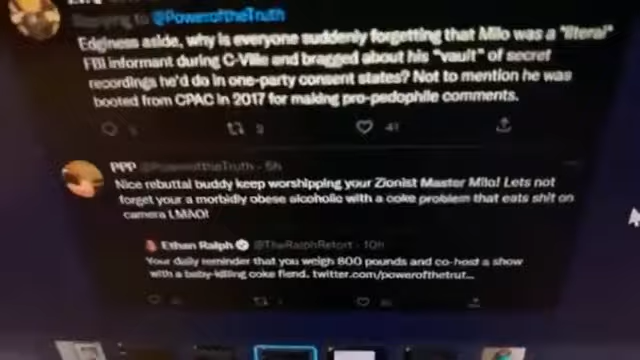 @PoweroftheTruth
Edginess aside, why is everyone suddenly forgetting that Milo was a "literal"
FBI informant during C-Ville and bragged about his "vault" of secret
recordings he'd do in one-party consent states? Not to mention he was
booted from CPAC in 2017 for making pro-pedophile comments.
41
PPP @PoweroftheTruth · 5h
Nice rebuttal buddy keep worshipping your Zionist Master Milo! Lets not
forget your a morbidly obese alcoholic with a coke problem that eats shit on
camera LMAO!
Ethan Ralph @TheRalphRetort · 10h
Your daily reminder that you weigh 800 pounds and co-host a show
with a baby-killing coke fiend. twitter.com/powerofthetrut...